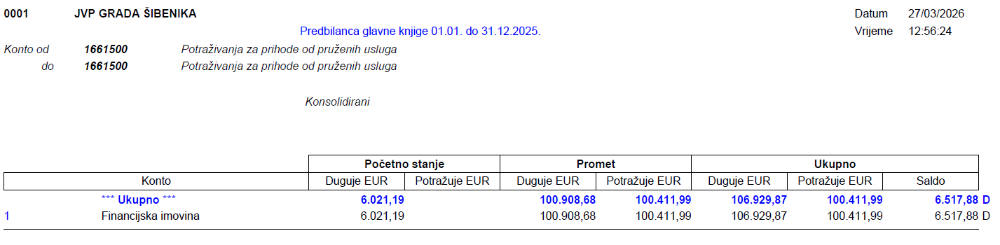 0001 JVP GRADA ŠIBENIKA Datum 27/03/2026
Predbilanca glavne knjige 01.01. do 31.12.2025. Vrijeme 12:56:24
Konto od 1661500 Potraživanja za prihode od pruženih usluga
do 1661500 Potraživanja za prihode od pruženih usluga
Konsolidirani
Početno stanje Promet Ukupno
Konto Duguje EUR Potražuje EUR Duguje EUR Potražuje EUR Duguje EUR Potražuje EUR Saldo
*** Ukupno *** 6.021,19 100.908,68 100.411,99 106.929,87 100.411,99 6.517,88 D
1 Financijska imovina 6.021,19 100.908,68 100.411,99 106.929,87 100.411,99 6.517,88 D